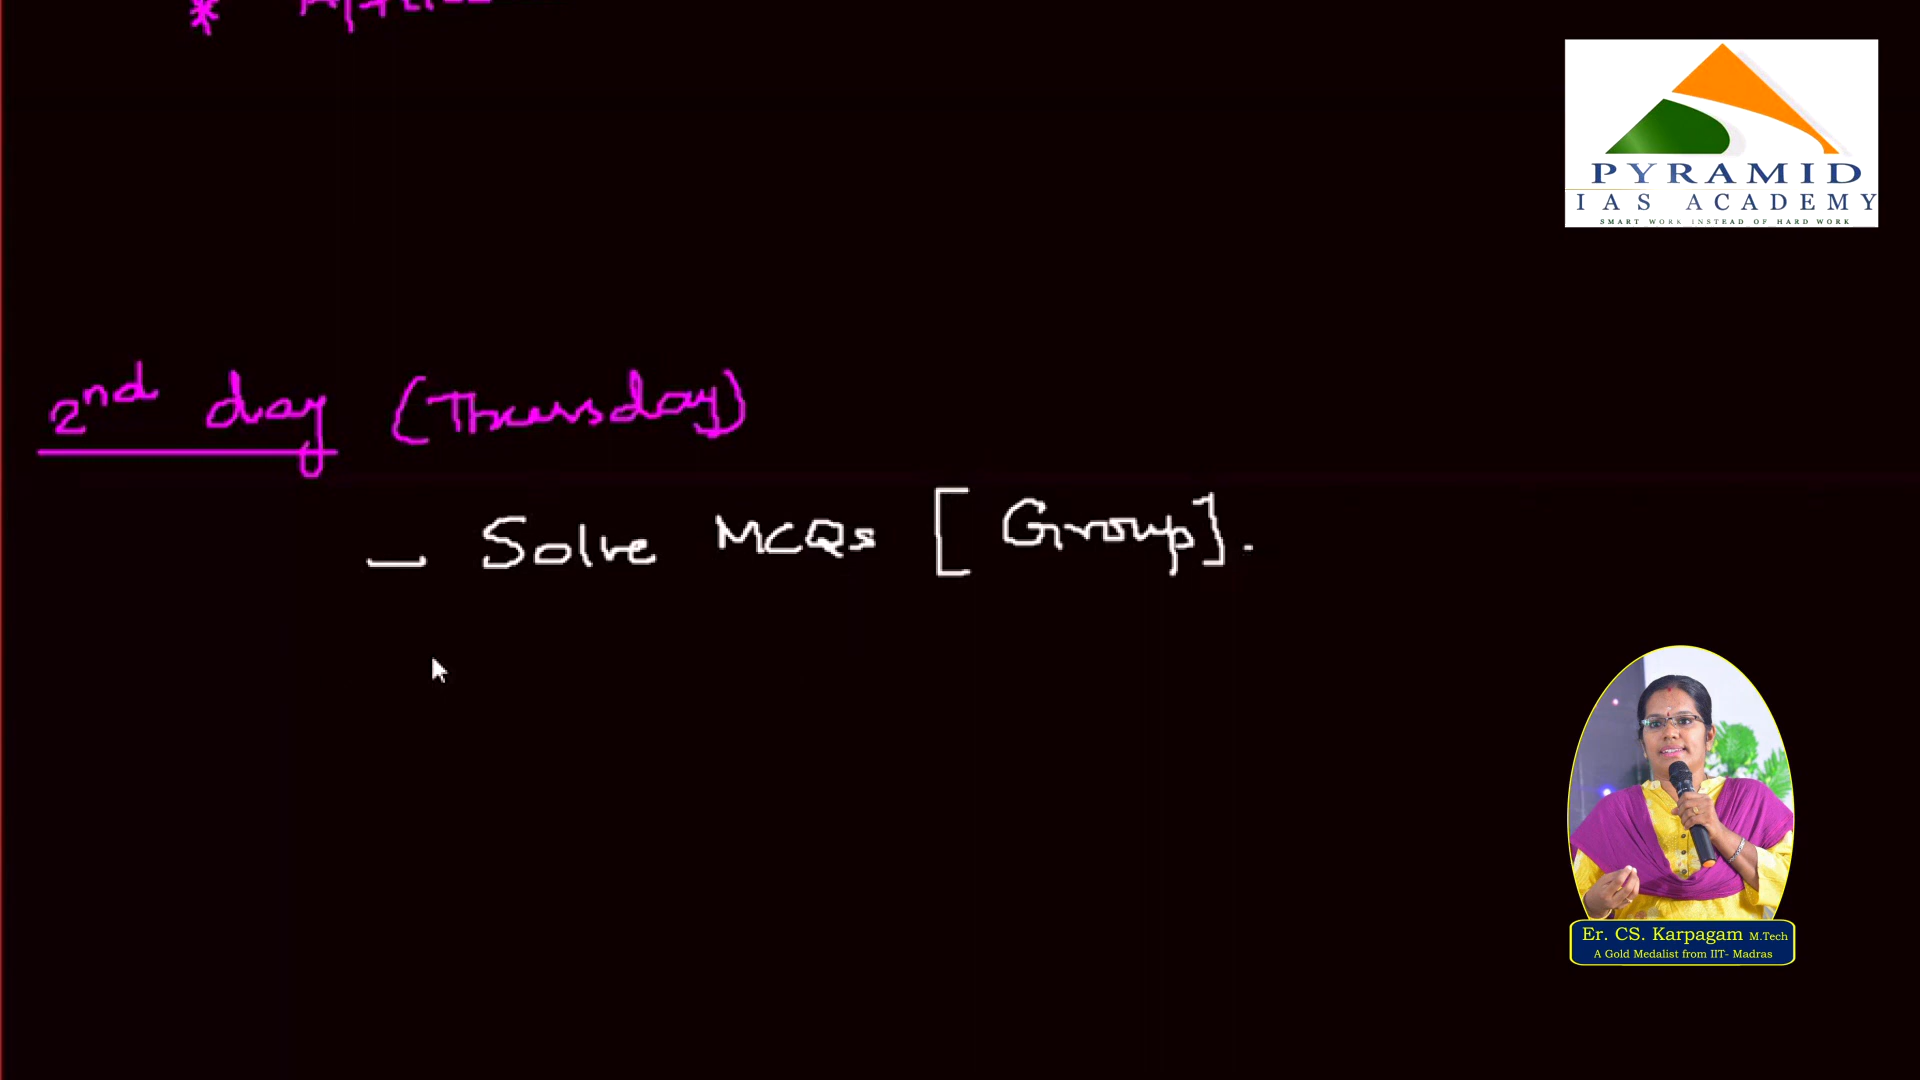 PYRAMID
IAS ACADEMY
SMART WORK INSTEAD OF HARD WORK
2nd day (Thursday)
— Solve MCQs [Group].
Er. CS. Karpagam M.Tech
A Gold Medalist from IIT- Madras